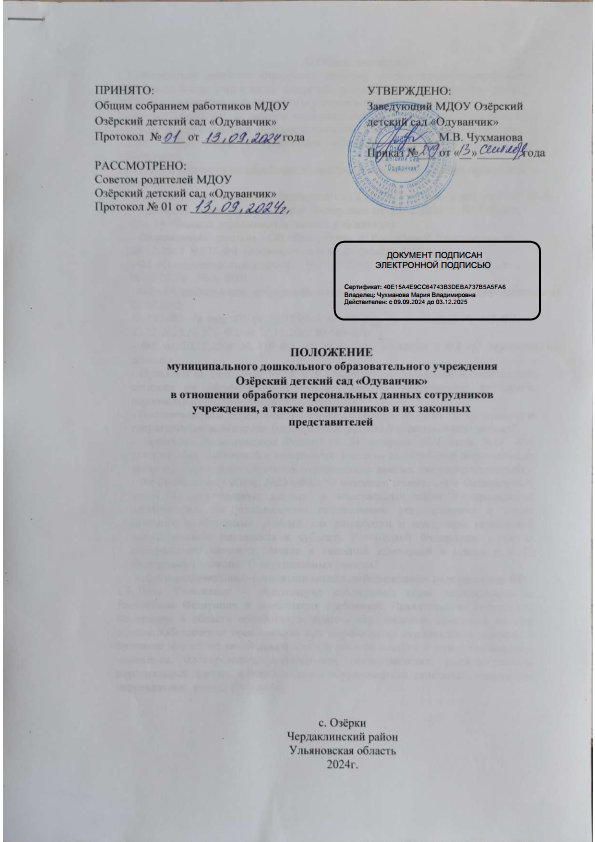 ПРИНЯТО:
Общим собранием работников МДОУ
Озёрский детский сад «Одуванчик»
Протокол № 01 от 13.09.2024 года
РАССМОТРЕНО:
Советом родителей МДОУ
Озёрский детский сад «Одуванчик»
Протокол № 01 от 13.09.2024г.
УТВЕРЖДЕНО:
Заведующий МДОУ Озёрский
детский сад «Одуванчик»
М.В. Чухманова
Приказ № от «13» сентября года
ДОКУМЕНТ ПОДПИСАН
ЭЛЕКТРОННОЙ ПОДПИСЬЮ
Сертификат: 40E15A4E9CC64743B3DEBA737B5A5FA6
Владелец: Чухманова Мария Владимировна
Действителен: с 09.09.2024 до 03.12.2025
ПОЛОЖЕНИЕ
муниципального дошкольного образовательного учреждения
Озёрский детский сад «Одуванчик»
в отношении обработки персональных данных сотрудников
учреждения, а также воспитанников и их законных
представителей
с. Озёрки
Чердаклинский район
Ульяновская область
2024г.